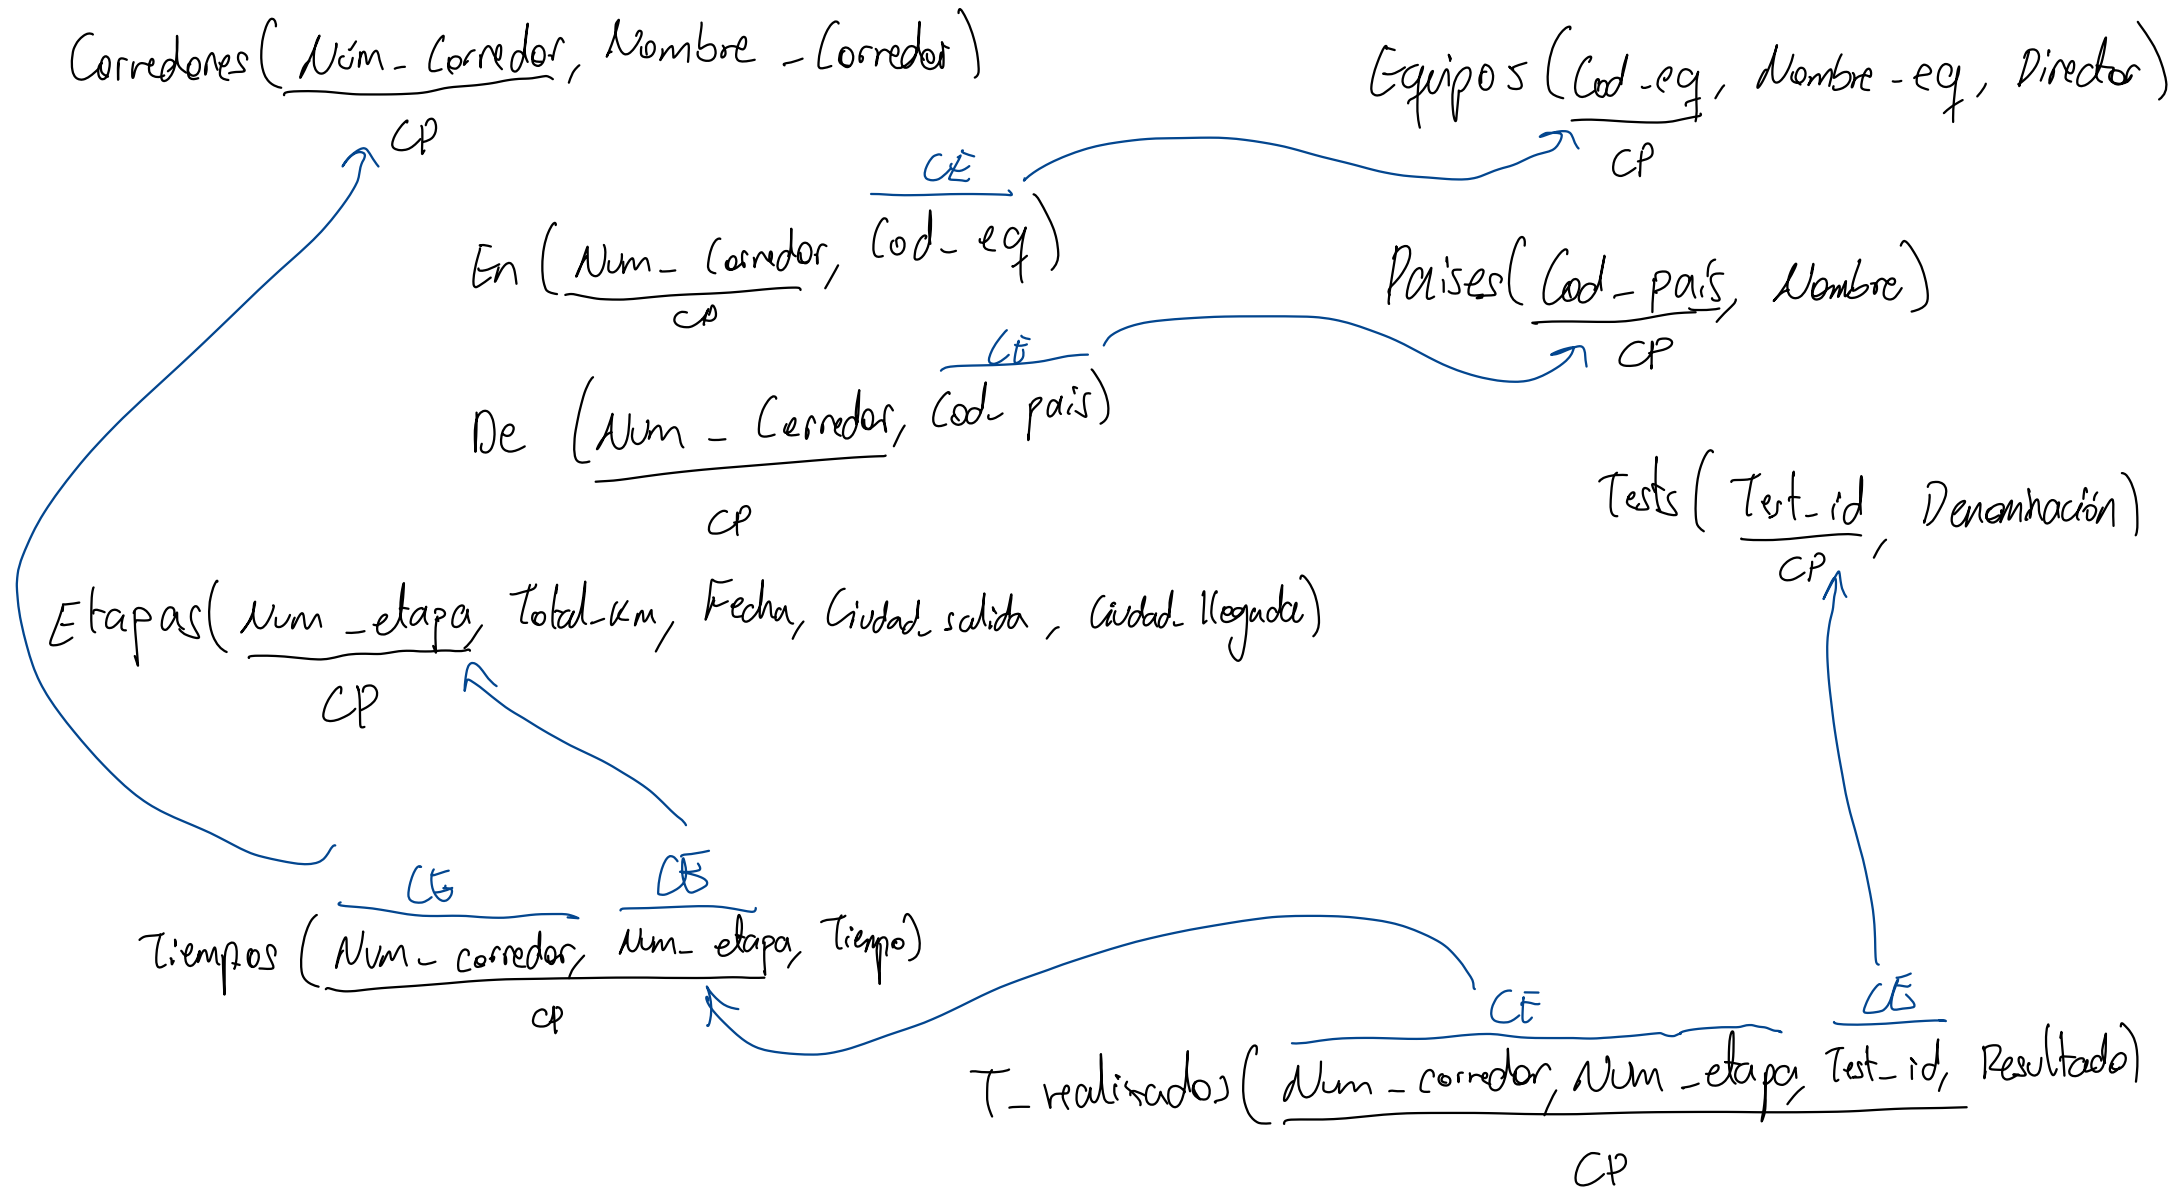 Corredores(Núm_Corredor, Nombre_Corredor)
CP
Equipos(Cod_eq, Nombre_eq, Director)
CP
CE
En(Num_Corredor, Cod_eq)
CP
Paises(Cod_país, Nombre)
CP
CE
De (Num_Corredor, Cod_país)
CP
Tests(Test_id, Denominación)
CP
Etapas(Num_etapa, Total_Km, Fecha, Ciudad_salida, Ciudad_llegada)
CP
CE CE
Tiempos(Num_corredor, Num_etapa, Tiempo)
CP
CE CE
T_realizados(Num_corredor, Num_etapa, Test_id, Resultado)
CP